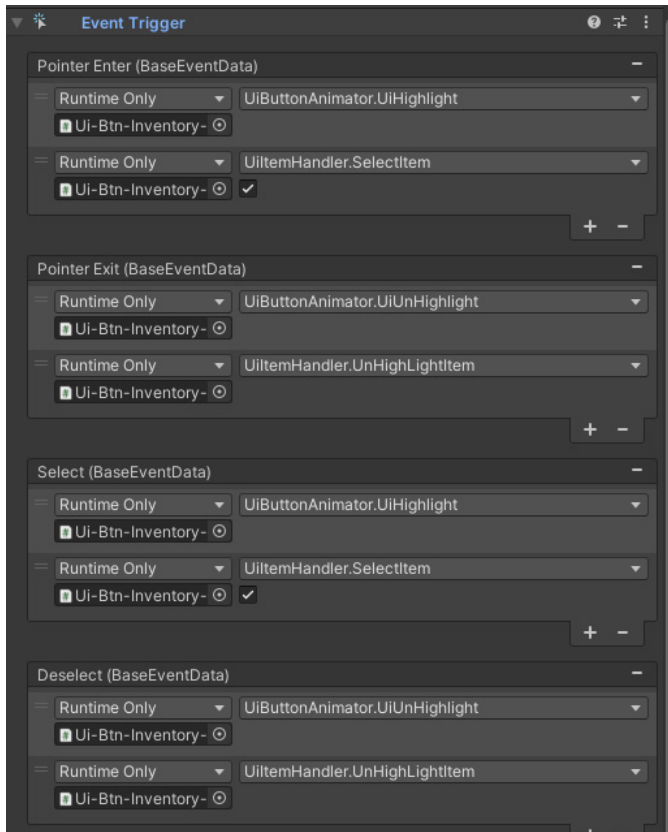 Event Trigger
Pointer Enter (BaseEventData)
Runtime Only UiButtonAnimator.UiHighlight
Ui-Btn-Inventory-
Runtime Only UiItemHandler.SelectItem
Ui-Btn-Inventory-
Pointer Exit (BaseEventData)
Runtime Only UiButtonAnimator.UiUnHighlight
Ui-Btn-Inventory-
Runtime Only UiItemHandler.UnHighLightItem
Ui-Btn-Inventory-
Select (BaseEventData)
Runtime Only UiButtonAnimator.UiHighlight
Ui-Btn-Inventory-
Runtime Only UiItemHandler.SelectItem
Ui-Btn-Inventory-
Deselect (BaseEventData)
Runtime Only UiButtonAnimator.UiUnHighlight
Ui-Btn-Inventory-
Runtime Only UiItemHandler.UnHighLightItem
Ui-Btn-Inventory-